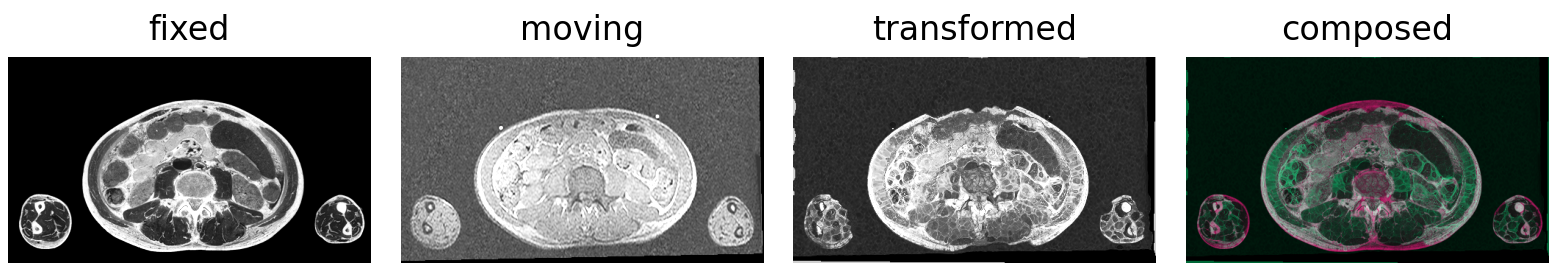 fixed
moving
transformed
composed